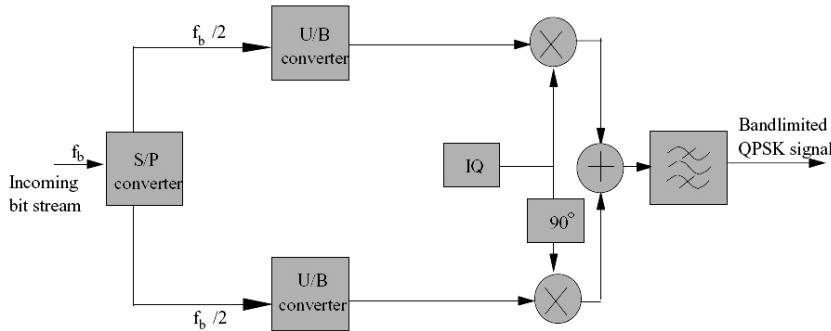 f_b /2
U/B
converter
f_b
Incoming
bit stream
S/P
converter
IQ
90°
Bandlimited
QPSK signal
U/B
converter
f_b /2